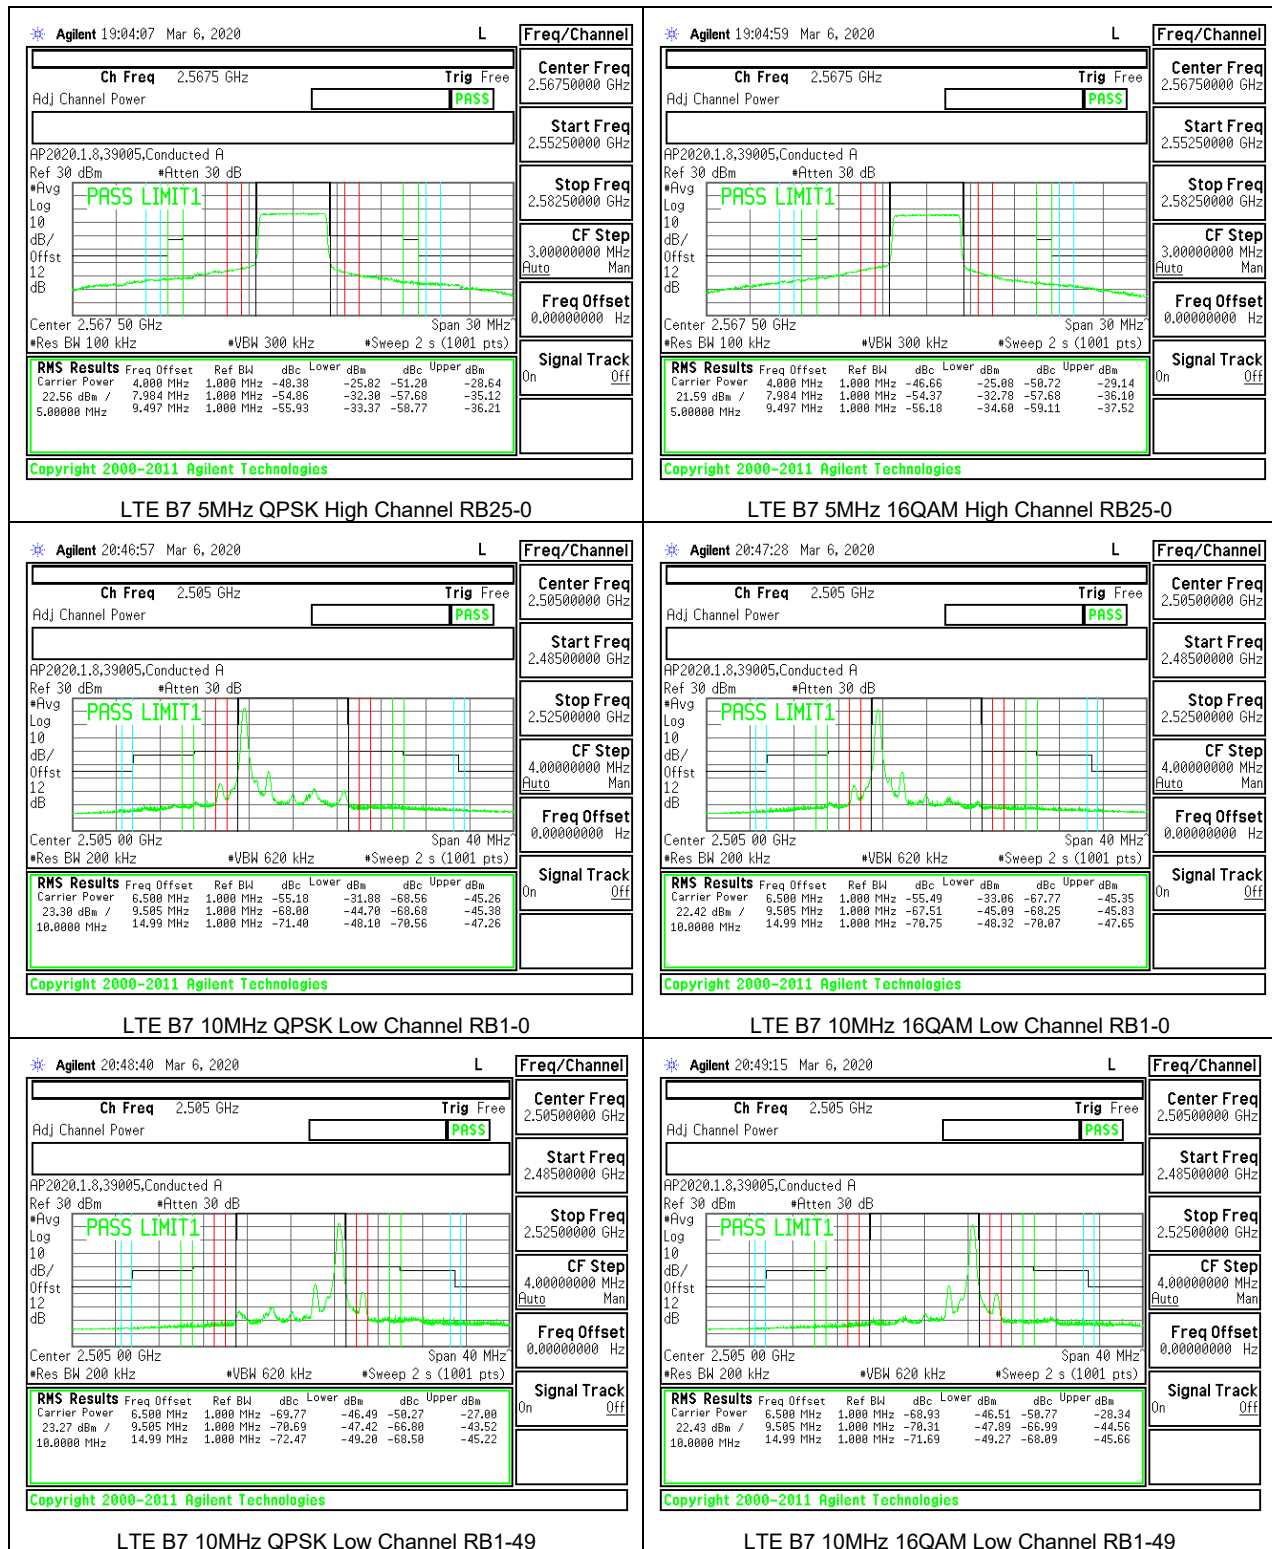 Agilent 19:04:07 Mar 6, 2020 L Freq/Channel
Ch Freq 2.5675 GHz Trig Free
Adj Channel Power PASS
Center Freq
2.56750000 GHz
Start Freq
2.55250000 GHz
AP2020.1.8,39005,Conducted A
Ref 30 dBm #Atten 30 dB
#Avg
Log
10
dB/
Offst
12
dB
PASS LIMIT1
Stop Freq
2.58250000 GHz
CF Step
3.00000000 MHz
Auto Man
Freq Offset
0.00000000 Hz
Center 2.567 50 GHz Span 30 MHz^
#Res BW 100 kHz #VBW 300 kHz #Sweep 2 s (1001 pts)
Signal Track
On Off
RMS Results Freq Offset Ref BW dBc Lower dBm dBc Upper dBm
Carrier Power 4.000 MHz 1.000 MHz -48.38 -25.82 -51.20 -28.64
22.56 dBm / 7.984 MHz 1.000 MHz -54.86 -32.30 -57.68 -35.12
5.00000 MHz 9.497 MHz 1.000 MHz -55.93 -33.37 -58.77 -36.21
Copyright 2000-2011 Agilent Technologies
LTE B7 5MHz QPSK High Channel RB25-0
Agilent 19:04:59 Mar 6, 2020 L Freq/Channel
Ch Freq 2.5675 GHz Trig Free
Adj Channel Power PASS
Center Freq
2.56750000 GHz
Start Freq
2.55250000 GHz
AP2020.1.8,39005,Conducted A
Ref 30 dBm #Atten 30 dB
#Avg
Log
10
dB/
Offst
12
dB
PASS LIMIT1
Stop Freq
2.58250000 GHz
CF Step
3.00000000 MHz
Auto Man
Freq Offset
0.00000000 Hz
Center 2.567 50 GHz Span 30 MHz^
#Res BW 100 kHz #VBW 300 kHz #Sweep 2 s (1001 pts)
Signal Track
On Off
RMS Results Freq Offset Ref BW dBc Lower dBm dBc Upper dBm
Carrier Power 4.000 MHz 1.000 MHz -46.66 -25.08 -50.72 -29.14
21.59 dBm / 7.984 MHz 1.000 MHz -54.37 -32.78 -57.68 -36.10
5.00000 MHz 9.497 MHz 1.000 MHz -56.18 -34.60 -59.11 -37.52
Copyright 2000-2011 Agilent Technologies
LTE B7 5MHz 16QAM High Channel RB25-0
Agilent 20:46:57 Mar 6, 2020 L Freq/Channel
Ch Freq 2.505 GHz Trig Free
Adj Channel Power PASS
Center Freq
2.50500000 GHz
Start Freq
2.48500000 GHz
AP2020.1.8,39005,Conducted A
Ref 30 dBm #Atten 30 dB
#Avg
Log
10
dB/
Offst
12
dB
PASS LIMIT1
Stop Freq
2.52500000 GHz
CF Step
4.00000000 MHz
Auto Man
Freq Offset
0.00000000 Hz
Center 2.505 00 GHz Span 40 MHz^
#Res BW 200 kHz #VBW 620 kHz #Sweep 2 s (1001 pts)
Signal Track
On Off
RMS Results Freq Offset Ref BW dBc Lower dBm dBc Upper dBm
Carrier Power 6.500 MHz 1.000 MHz -55.18 -31.88 -68.56 -45.26
23.30 dBm / 9.505 MHz 1.000 MHz -68.00 -44.70 -68.68 -45.38
10.0000 MHz 14.99 MHz 1.000 MHz -71.40 -48.10 -70.56 -47.26
Copyright 2000-2011 Agilent Technologies
LTE B7 10MHz QPSK Low Channel RB1-0
Agilent 20:47:28 Mar 6, 2020 L Freq/Channel
Ch Freq 2.505 GHz Trig Free
Adj Channel Power PASS
Center Freq
2.50500000 GHz
Start Freq
2.48500000 GHz
AP2020.1.8,39005,Conducted A
Ref 30 dBm #Atten 30 dB
#Avg
Log
10
dB/
Offst
12
dB
PASS LIMIT1
Stop Freq
2.52500000 GHz
CF Step
4.00000000 MHz
Auto Man
Freq Offset
0.00000000 Hz
Center 2.505 00 GHz Span 40 MHz^
#Res BW 200 kHz #VBW 620 kHz #Sweep 2 s (1001 pts)
Signal Track
On Off
RMS Results Freq Offset Ref BW dBc Lower dBm dBc Upper dBm
Carrier Power 6.500 MHz 1.000 MHz -55.49 -33.06 -67.77 -45.35
22.42 dBm / 9.505 MHz 1.000 MHz -67.51 -45.09 -68.25 -45.83
10.0000 MHz 14.99 MHz 1.000 MHz -70.75 -48.32 -70.07 -47.65
Copyright 2000-2011 Agilent Technologies
LTE B7 10MHz 16QAM Low Channel RB1-0
Agilent 20:48:40 Mar 6, 2020 L Freq/Channel
Ch Freq 2.505 GHz Trig Free
Adj Channel Power PASS
Center Freq
2.50500000 GHz
Start Freq
2.48500000 GHz
AP2020.1.8,39005,Conducted A
Ref 30 dBm #Atten 30 dB
#Avg
Log
10
dB/
Offst
12
dB
PASS LIMIT1
Stop Freq
2.52500000 GHz
CF Step
4.00000000 MHz
Auto Man
Freq Offset
0.00000000 Hz
Center 2.505 00 GHz Span 40 MHz^
#Res BW 200 kHz #VBW 620 kHz #Sweep 2 s (1001 pts)
Signal Track
On Off
RMS Results Freq Offset Ref BW dBc Lower dBm dBc Upper dBm
Carrier Power 6.500 MHz 1.000 MHz -69.77 -46.49 -50.27 -27.00
23.27 dBm / 9.505 MHz 1.000 MHz -70.69 -47.42 -66.80 -43.52
10.0000 MHz 14.99 MHz 1.000 MHz -72.47 -49.20 -68.50 -45.22
Copyright 2000-2011 Agilent Technologies
LTE B7 10MHz QPSK Low Channel RB1-49
Agilent 20:49:15 Mar 6, 2020 L Freq/Channel
Ch Freq 2.505 GHz Trig Free
Adj Channel Power PASS
Center Freq
2.50500000 GHz
Start Freq
2.48500000 GHz
AP2020.1.8,39005,Conducted A
Ref 30 dBm #Atten 30 dB
#Avg
Log
10
dB/
Offst
12
dB
PASS LIMIT1
Stop Freq
2.52500000 GHz
CF Step
4.00000000 MHz
Auto Man
Freq Offset
0.00000000 Hz
Center 2.505 00 GHz Span 40 MHz^
#Res BW 200 kHz #VBW 620 kHz #Sweep 2 s (1001 pts)
Signal Track
On Off
RMS Results Freq Offset Ref BW dBc Lower dBm dBc Upper dBm
Carrier Power 6.500 MHz 1.000 MHz -68.93 -46.51 -50.77 -28.34
22.43 dBm / 9.505 MHz 1.000 MHz -70.31 -47.89 -66.99 -44.56
10.0000 MHz 14.99 MHz 1.000 MHz -71.69 -49.27 -68.09 -45.66
Copyright 2000-2011 Agilent Technologies
LTE B7 10MHz 16QAM Low Channel RB1-49